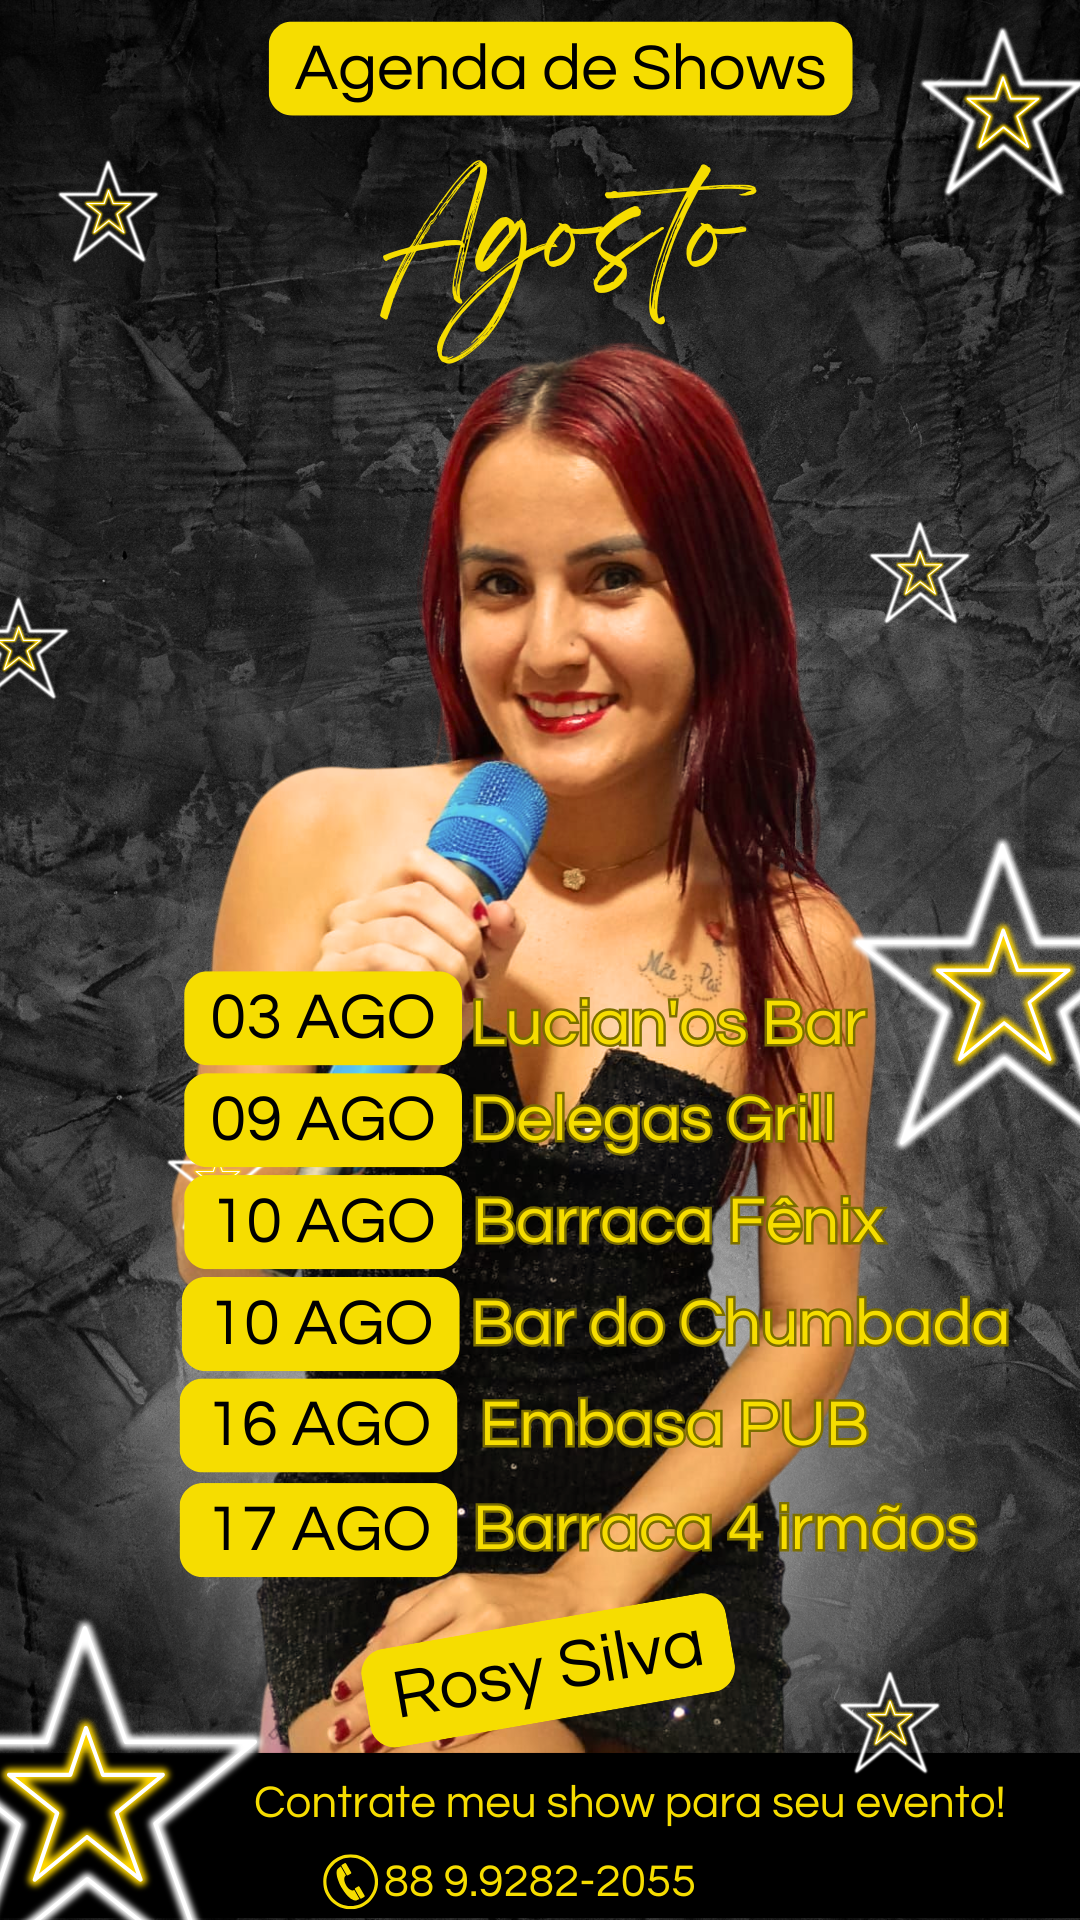 Agenda de Shows
Agosto
Mãe Pai
03 AGO Lucian'os Bar
09 AGO Delegas Grill
10 AGO Barraca Fênix
10 AGO Bar do Chumbada
16 AGO Embasa PUB
17 AGO Barraca 4 irmãos
Rosy Silva
Contrate meu show para seu evento!
88 9.9282-2055